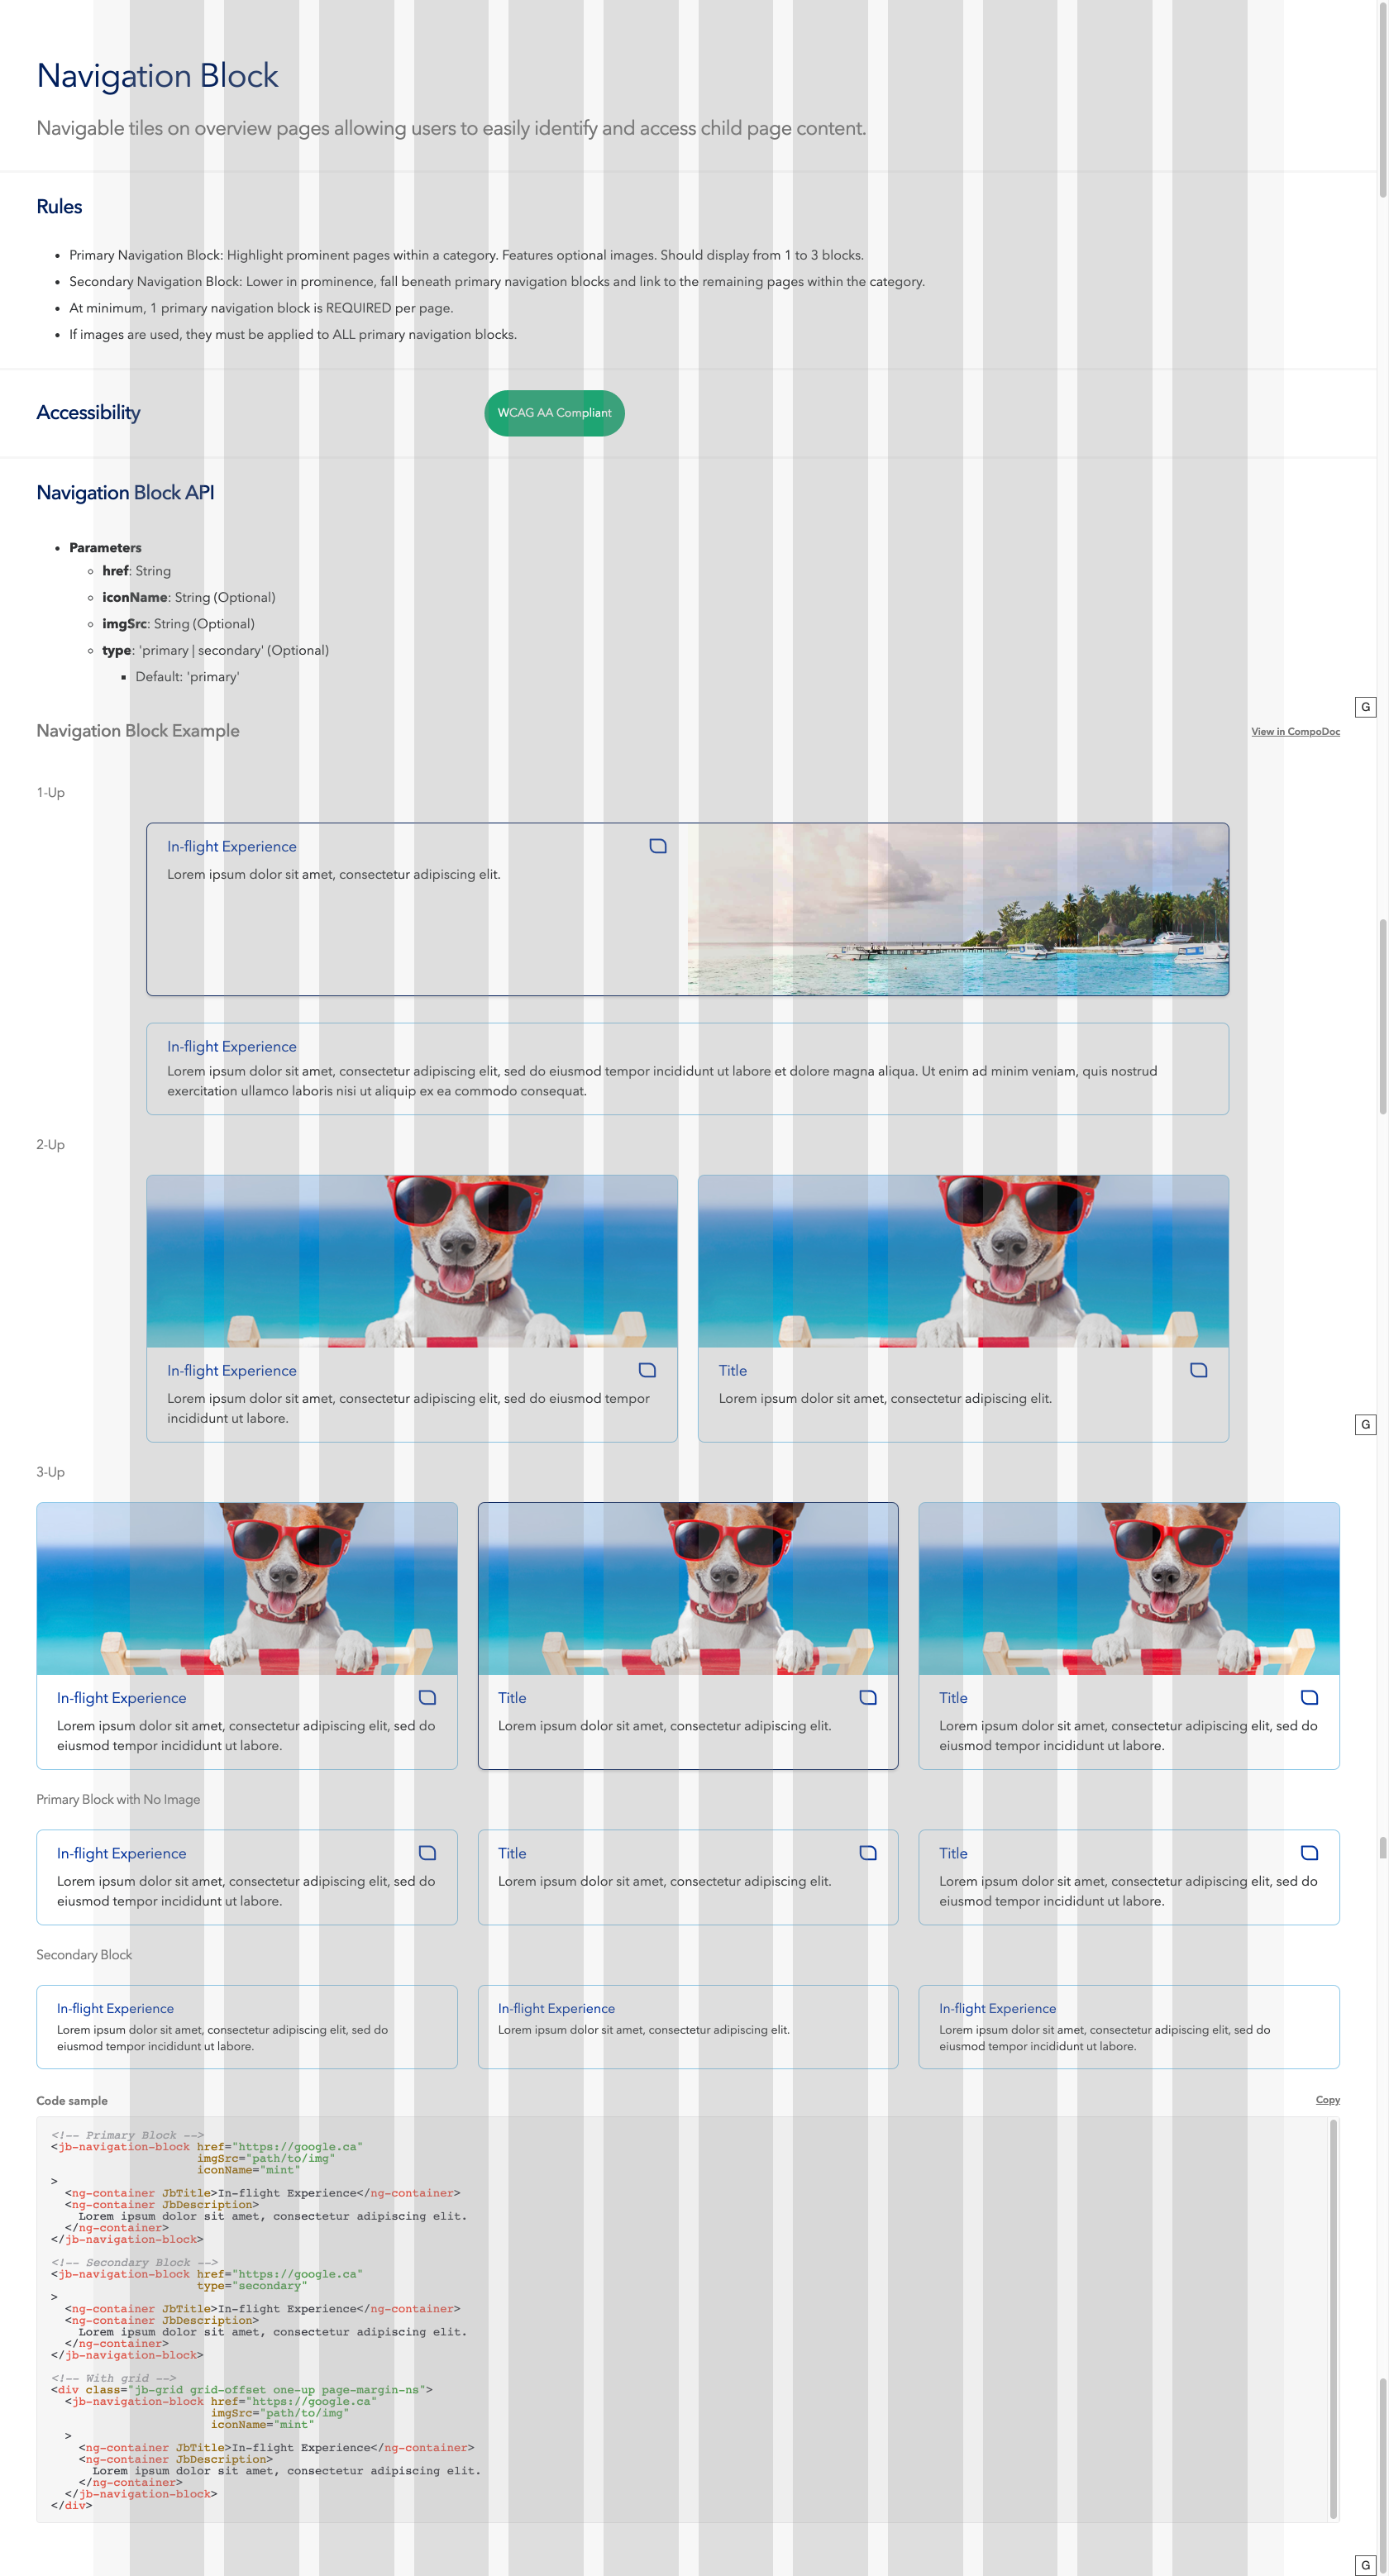 Navigation Block
Navigable tiles on overview pages allowing users to easily identify and access child page content.
Rules
Primary Navigation Block: Highlight prominent pages within a category. Features optional images. Should display from 1 to 3 blocks.
Secondary Navigation Block: Lower in prominence, fall beneath primary navigation blocks and link to the remaining pages within the category.
At minimum, 1 primary navigation block is REQUIRED per page.
If images are used, they must be applied to ALL primary navigation blocks.
Accessibility
WCAG AA Compliant
Navigation Block API
Parameters
href: String
iconName: String (Optional)
imgSrc: String (Optional)
type: 'primary | secondary' (Optional)
Default: 'primary'
G
Navigation Block Example
View in CompoDoc
1-Up
In-flight Experience
Lorem ipsum dolor sit amet, consectetur adipiscing elit.
In-flight Experience
Lorem ipsum dolor sit amet, consectetur adipiscing elit, sed do eiusmod tempor incididunt ut labore et dolore magna aliqua. Ut enim ad minim veniam, quis nostrud
exercitation ullamco laboris nisi ut aliquip ex ea commodo consequat.
2-Up
In-flight Experience
Lorem ipsum dolor sit amet, consectetur adipiscing elit, sed do eiusmod tempor
incididunt ut labore.
Title
Lorem ipsum dolor sit amet, consectetur adipiscing elit.
G
3-Up
In-flight Experience
Lorem ipsum dolor sit amet, consectetur adipiscing elit, sed do
eiusmod tempor incididunt ut labore.
Title
Lorem ipsum dolor sit amet, consectetur adipiscing elit.
Title
Lorem ipsum dolor sit amet, consectetur adipiscing elit, sed do
eiusmod tempor incididunt ut labore.
Primary Block with No Image
In-flight Experience
Lorem ipsum dolor sit amet, consectetur adipiscing elit, sed do
eiusmod tempor incididunt ut labore.
Title
Lorem ipsum dolor sit amet, consectetur adipiscing elit.
Title
Lorem ipsum dolor sit amet, consectetur adipiscing elit, sed do
eiusmod tempor incididunt ut labore.
Secondary Block
In-flight Experience
Lorem ipsum dolor sit amet, consectetur adipiscing elit, sed do
eiusmod tempor incididunt ut labore.
In-flight Experience
Lorem ipsum dolor sit amet, consectetur adipiscing elit.
In-flight Experience
Lorem ipsum dolor sit amet, consectetur adipiscing elit, sed do
eiusmod tempor incididunt ut labore.
Code sample
Copy
<!-- Primary Block -->
<jb-navigation-block href="https://google.ca"
imgSrc="path/to/img"
iconName="mint"
>
<ng-container JbTitle>In-flight Experience</ng-container>
<ng-container JbDescription>
Lorem ipsum dolor sit amet, consectetur adipiscing elit.
</ng-container>
</jb-navigation-block>
<!-- Secondary Block -->
<jb-navigation-block href="https://google.ca"
type="secondary"
>
<ng-container JbTitle>In-flight Experience</ng-container>
<ng-container JbDescription>
Lorem ipsum dolor sit amet, consectetur adipiscing elit.
</ng-container>
</jb-navigation-block>
<!-- With grid -->
<div class="jb-grid grid-offset one-up page-margin-ns">
<jb-navigation-block href="https://google.ca"
imgSrc="path/to/img"
iconName="mint"
>
<ng-container JbTitle>In-flight Experience</ng-container>
<ng-container JbDescription>
Lorem ipsum dolor sit amet, consectetur adipiscing elit.
</ng-container>
</jb-navigation-block>
</div>
G